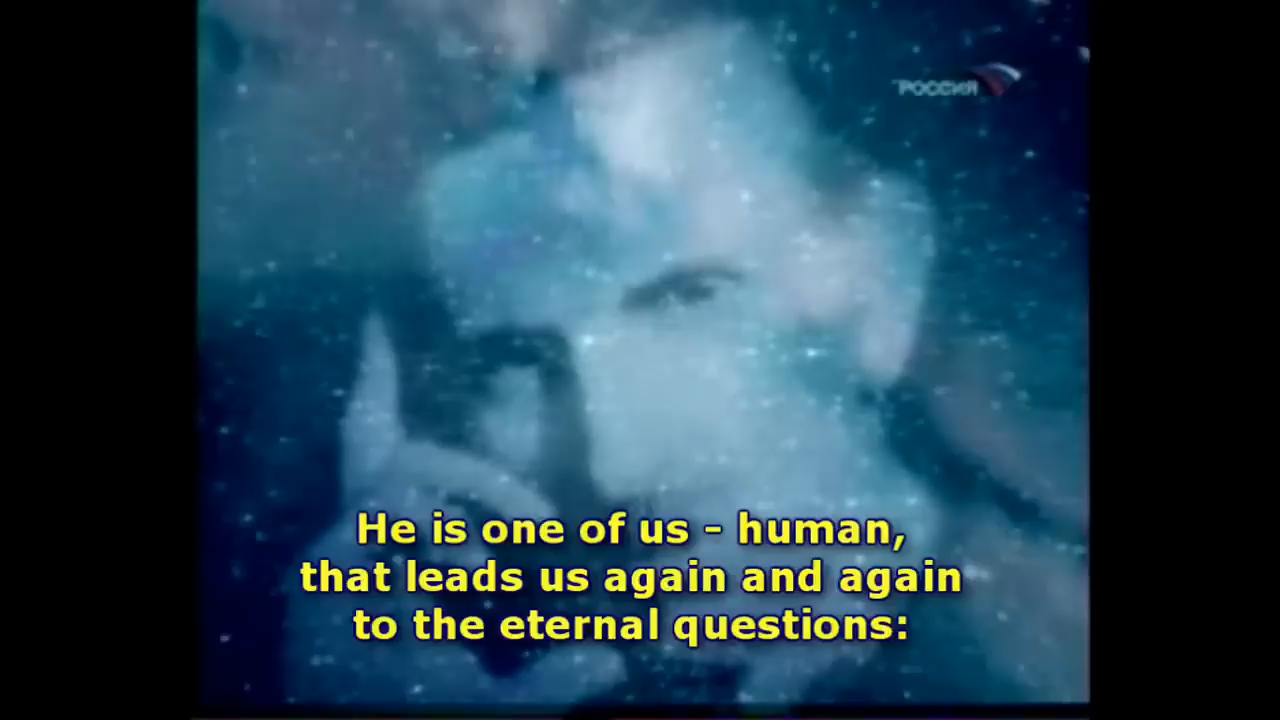 РОССИЯ
He is one of us - human,
that leads us again and again
to the eternal questions: